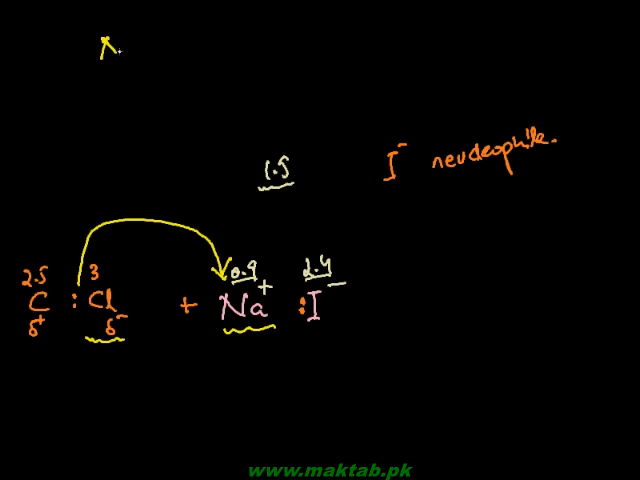 1.5
I⁻ neucleophile.
2.5 3 0.9 2.4
C : Cl + Na⁺ : I⁻
δ⁺ δ⁻
www.maktab.pk